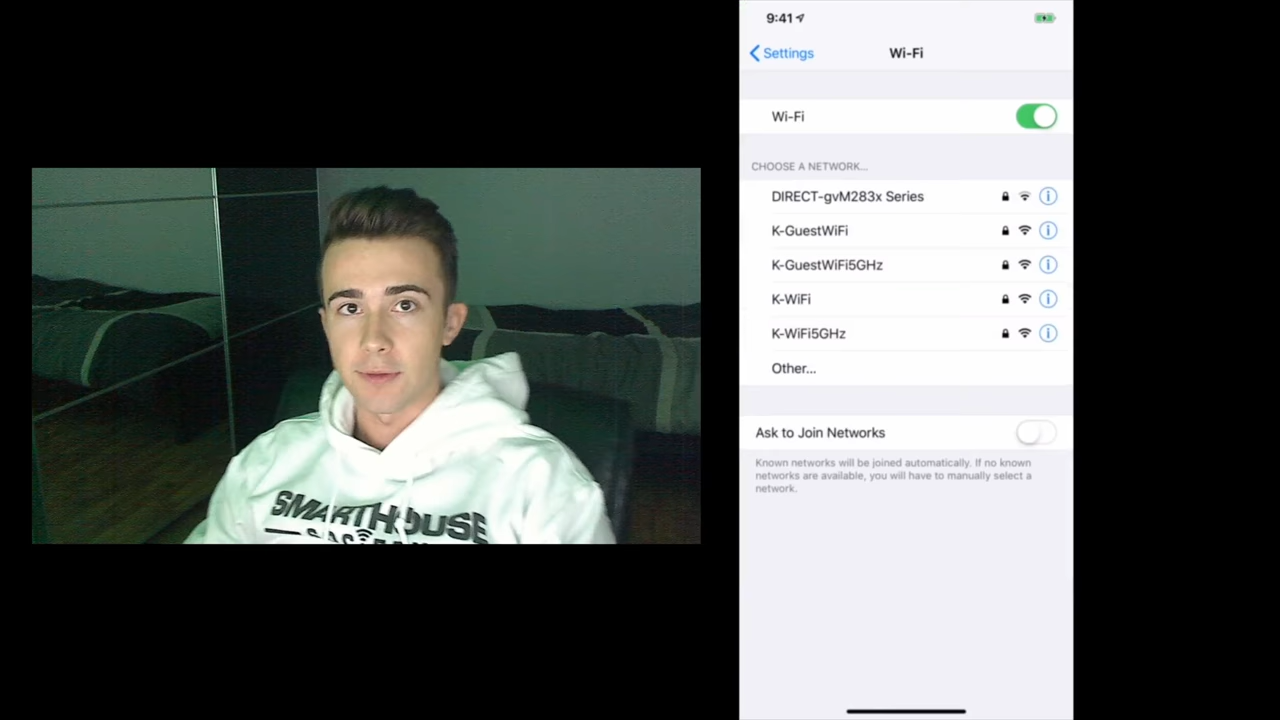 SMARTHOUSE
9:41
Settings
Wi-Fi
Wi-Fi
CHOOSE A NETWORK...
DIRECT-gvM283x Series
K-GuestWiFi
K-GuestWiFi5GHz
K-WiFi
K-WiFi5GHz
Other...
Ask to Join Networks
Known networks will be joined automatically. If no known
networks are available, you will have to manually select a
network.